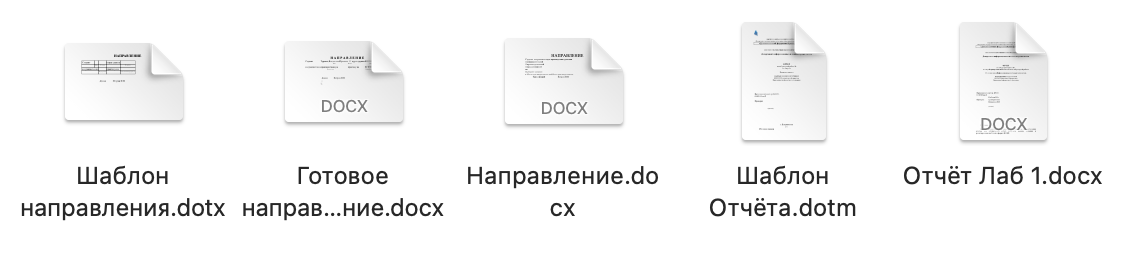 НАПРАВЛЕНИЕ
НАПРАВЛЕНИЕ
DOCX
НАПРАВЛЕНИЕ
DOCX
DOCX
Шаблон
направления.dotx
Готовое
направ...ние.docx
Направление.do
cx
Шаблон
Отчёта.dotm
Отчёт Лаб 1.docx